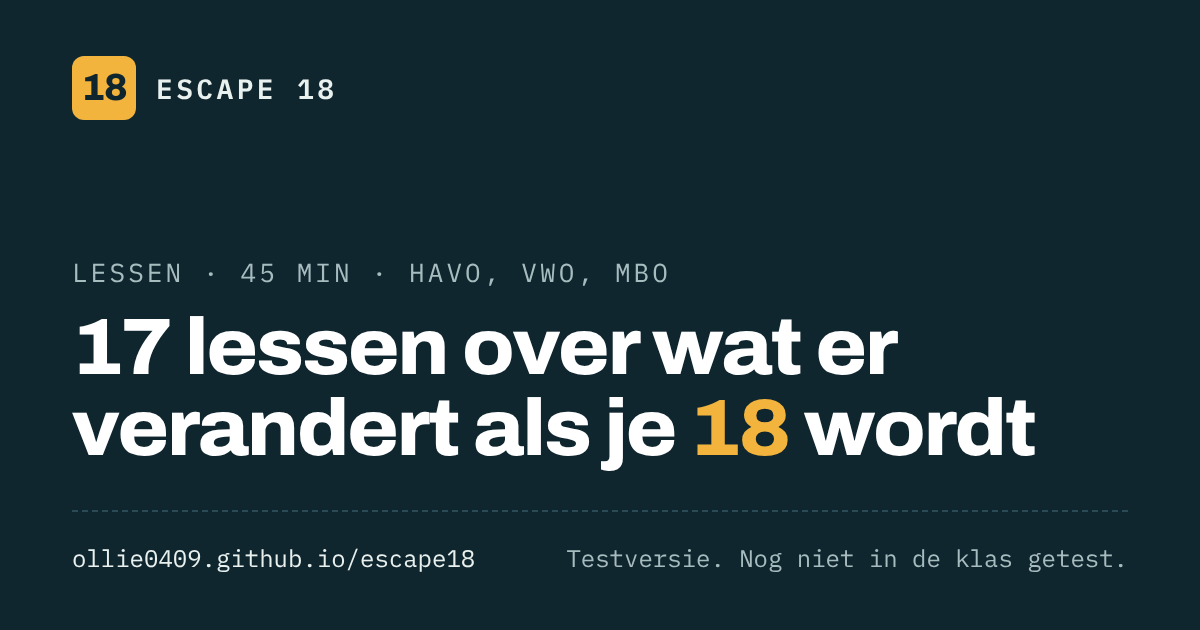 18 ESCAPE 18
LESSEN · 45 MIN · HAVO, VWO, MBO
17 lessen over wat er
verandert als je 18 wordt
ollie0409.github.io/escape18 Testversie. Nog niet in de klas getest.